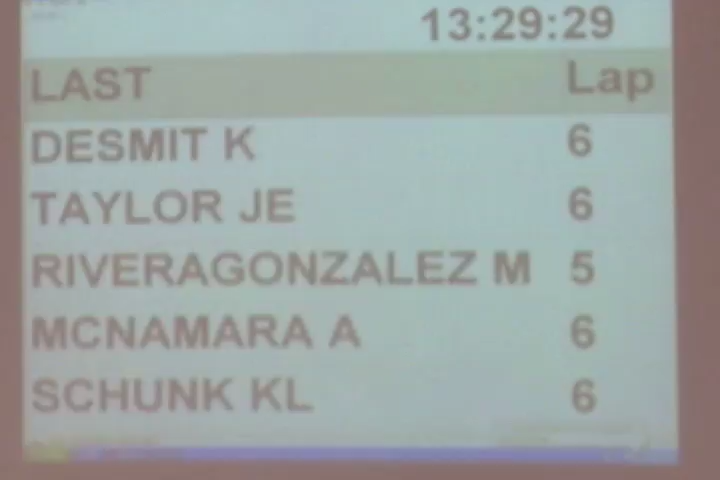 13:29:29
LAST Lap
DESMIT K 6
TAYLOR JE 6
RIVERAGONZALEZ M 5
MCNAMARA A 6
SCHUNK KL 6